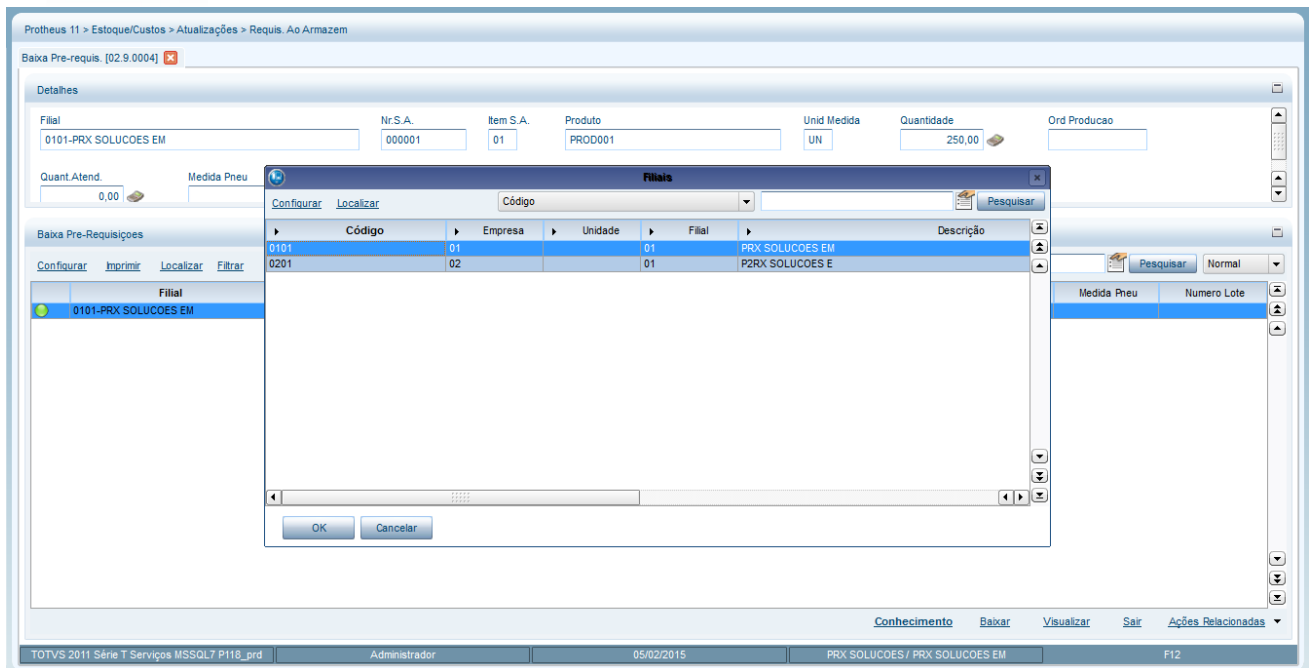 Protheus 11 > Estoque/Custos > Atualizações > Requis. Ao Armazem
Baixa Pre-requis. [02.9.0004]
Detalhes
Filial Nr.S.A. Item S.A. Produto Unid Medida Quantidade Ord Producao
0101-PRX SOLUCOES EM 000001 01 PROD001 UN 250,00
Quant.Atend. Medida Pneu
0,00
Filiais
Configurar Localizar Código Pesquisar
Código Empresa Unidade Filial Descrição
0101 01 01 PRX SOLUCOES EM
0201 02 01 P2RX SOLUCOES E
OK Cancelar
Baixa Pre-Requisiçoes
Configurar Imprimir Localizar Filtrar Pesquisar Normal
Filial Medida Pneu Numero Lote
0101-PRX SOLUCOES EM
Conhecimento Baixar Visualizar Sair Ações Relacionadas
TOTVS 2011 Série T Serviços MSSQL7 P118_prd Administrador 05/02/2015 PRX SOLUCOES / PRX SOLUCOES EM F12